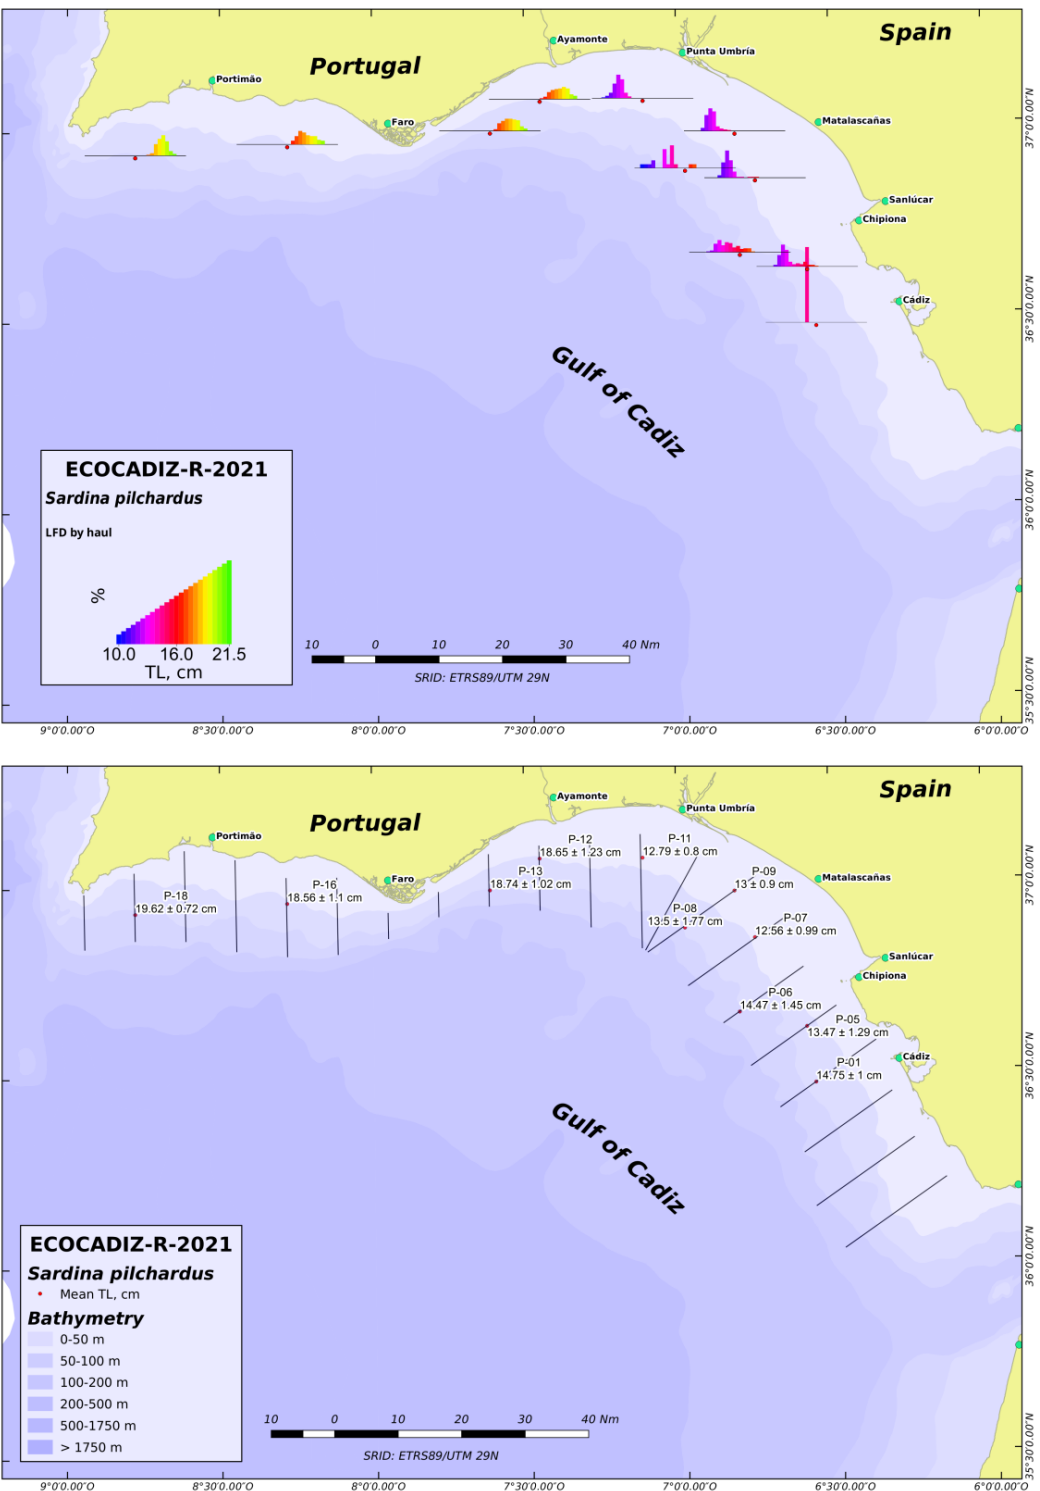 Spain
Ayamonte
Punta Umbría
Portugal
Portimão
37°0'0.00"N
Faro
Matalascañas
Sanlúcar
Chipiona
Cádiz
36°30'0.00"N
Gulf of Cadiz
ECOCADIZ-R-2021
Sardina pilchardus
36°0'0.00"N
LFD by haul
%
10.0 16.0 21.5
TL, cm
10 0 10 20 30 40 Nm
SRID: ETRS89/UTM 29N
35°30'0.00"N
9°0'0.00"O 8°30'0.00"O 8°0'0.00"O 7°30'0.00"O 7°0'0.00"O 6°30'0.00"O 6°0'0.00"O
Spain
Ayamonte
Punta Umbría
Portugal
Portimão
P-12
18.65 ± 1.23 cm
P-11
12.79 ± 0.8 cm
37°0'0.00"N
P-13
18.74 ± 1.02 cm
P-09
13 ± 0.9 cm
Faro
Matalascañas
P-16
18.56 ± 1.1 cm
P-18
19.62 ± 0.72 cm
P-08
13.5 ± 1.77 cm
P-07
12.56 ± 0.99 cm
Sanlúcar
Chipiona
P-06
14.47 ± 1.45 cm
P-05
13.47 ± 1.29 cm
Cádiz
P-01
14.75 ± 1 cm
36°30'0.00"N
Gulf of Cadiz
36°0'0.00"N
ECOCADIZ-R-2021
Sardina pilchardus
Mean TL, cm
Bathymetry
0-50 m
50-100 m
100-200 m
200-500 m
500-1750 m
> 1750 m
10 0 10 20 30 40 Nm
SRID: ETRS89/UTM 29N
35°30'0.00"N
9°0'0.00"O 8°30'0.00"O 8°0'0.00"O 7°30'0.00"O 7°0'0.00"O 6°30'0.00"O 6°0'0.00"O